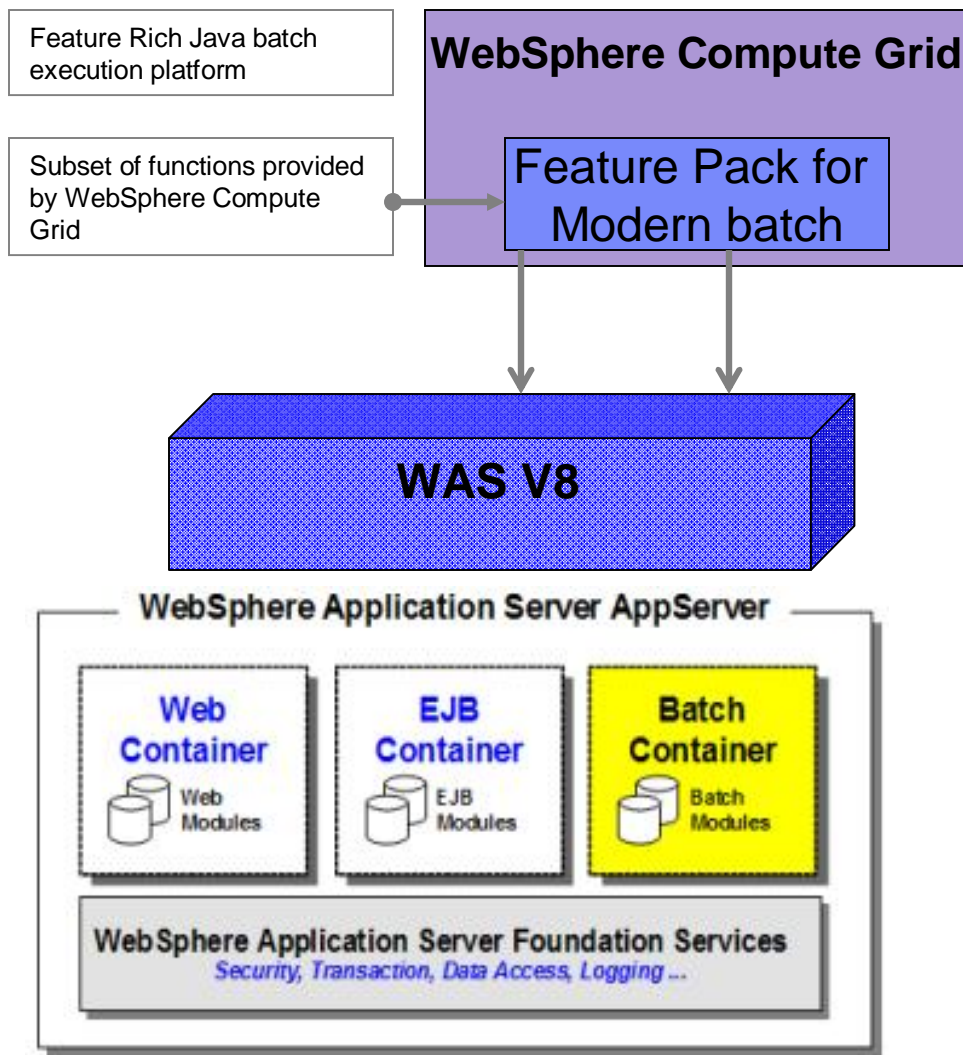 Feature Rich Java batch
execution platform
WebSphere Compute Grid
Subset of functions provided
by WebSphere Compute
Grid
Feature Pack for
Modern batch
WAS V8
WebSphere Application Server AppServer
Web
Container
Web
Modules
EJB
Container
EJB
Modules
Batch
Container
Batch
Modules
WebSphere Application Server Foundation Services
Security, Transaction, Data Access, Logging ...